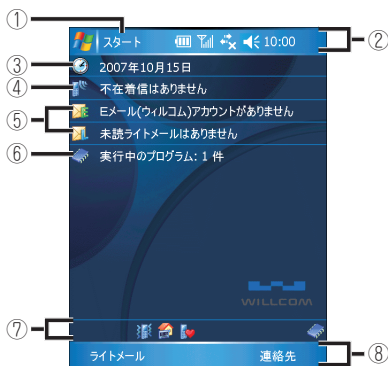 ①
②
スタート 10:00
③
2007年10月15日
④
不在着信はありません
⑤
Eメール(ウィルコム)アカウントがありません
未読ライトメールはありません
⑥
実行中のプログラム: 1 件
WILLCOM
⑦
ライトメール 連絡先
⑧